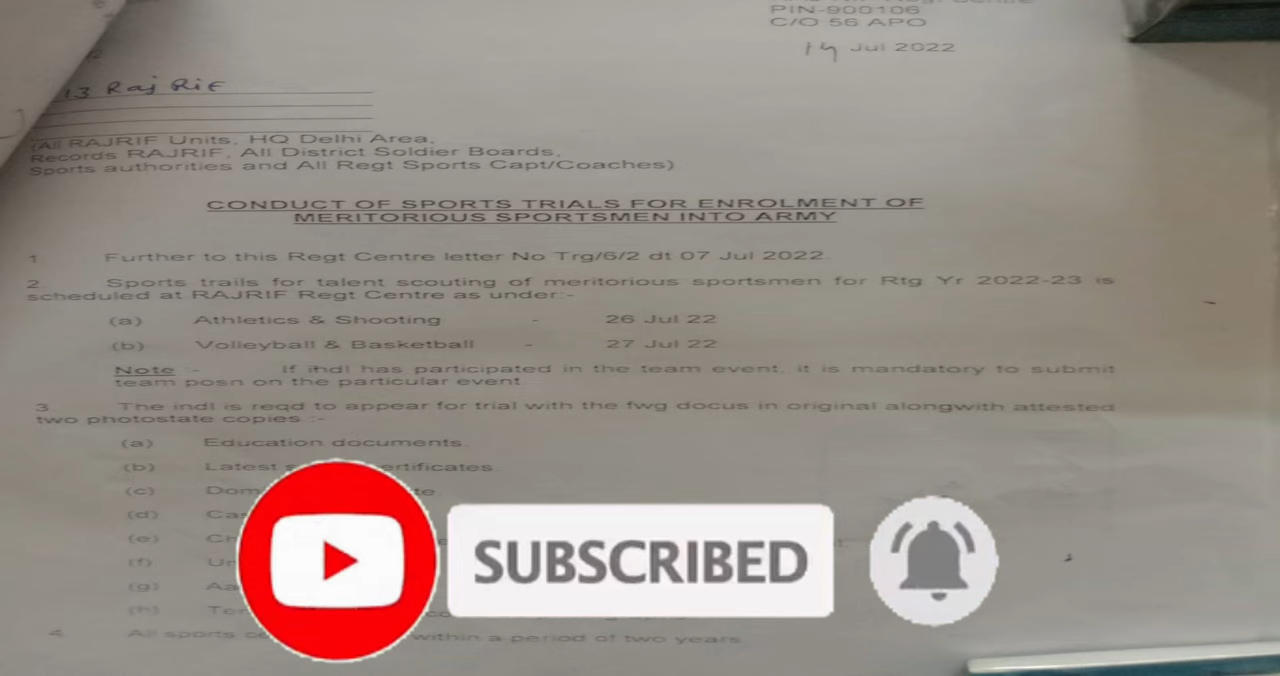 PIN-900106
C/O 56 APO
14 Jul 2022
13 Raj Rif
(All RAJRIF Units, HQ Delhi Area,
Records RAJRIF, All District Soldier Boards,
Sports authorities and All Regt Sports Capt/Coaches)
CONDUCT OF SPORTS TRIALS FOR ENROLMENT OF
MERITORIOUS SPORTSMEN INTO ARMY
1. Further to this Regt Centre letter No Trg/6/2 dt 07 Jul 2022.
2. Sports trails for talent scouting of meritorious sportsmen for Rtg Yr 2022-23 is
scheduled at RAJRIF Regt Centre as under:-
(a) Athletics & Shooting - 26 Jul 22
(b) Volleyball & Basketball - 27 Jul 22
Note :- If indl has participated in the team event, it is mandatory to submit
team posn on the particular event.
3. The indl is reqd to appear for trial with the fwg docus in original alongwith attested
two photostate copies :-
(a) Education documents.
(b) Latest
(c)
(d)
(e)
(f)
(g)
(h)
4. All sports within a period of two years.
SUBSCRIBED